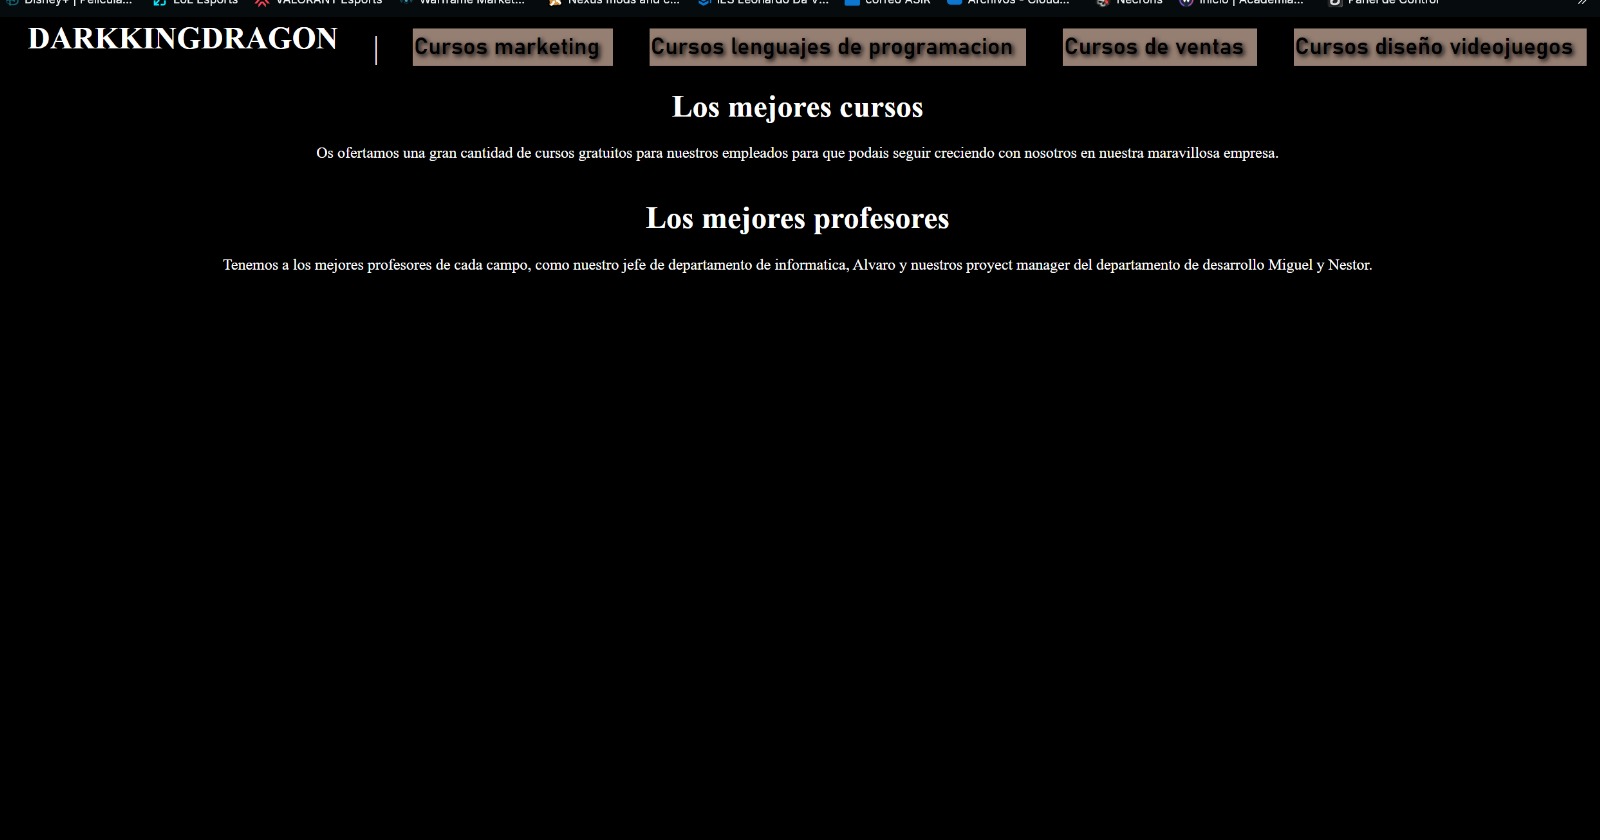 Disney+ | Películ... LoL Esports VALORANT Esports Warframe Market... Nexus mods and c... IES Leonardo Da V... correo ASIR Archivos - Cloud... Necrons Inicio | Academia... Panel de Control »
DARKKINGDRAGON | Cursos marketing Cursos lenguajes de programacion Cursos de ventas Cursos diseño videojuegos
Los mejores cursos
Os ofertamos una gran cantidad de cursos gratuitos para nuestros empleados para que podais seguir creciendo con nosotros en nuestra maravillosa empresa.
Los mejores profesores
Tenemos a los mejores profesores de cada campo, como nuestro jefe de departamento de informatica, Alvaro y nuestros proyect manager del departamento de desarrollo Miguel y Nestor.